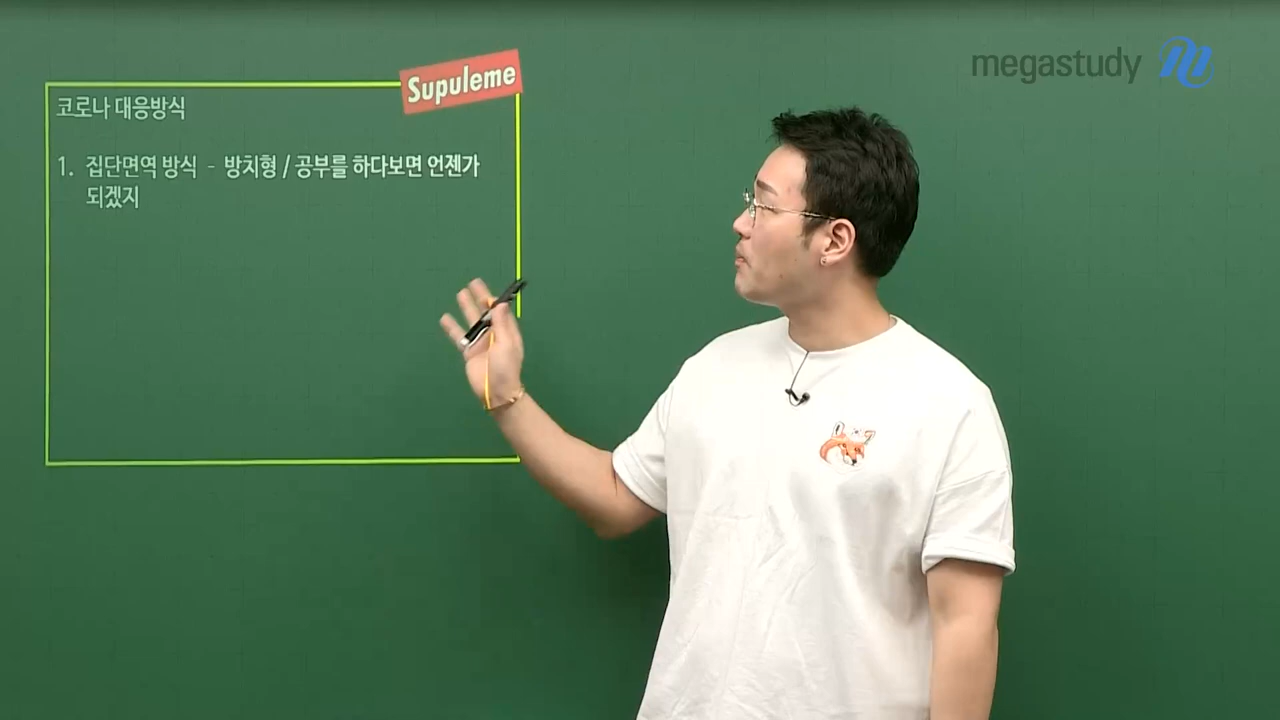 megastudy
Supuleme
코로나 대응방식
1. 집단면역 방식 - 방치형 / 공부를 하다보면 언젠가
되겠지